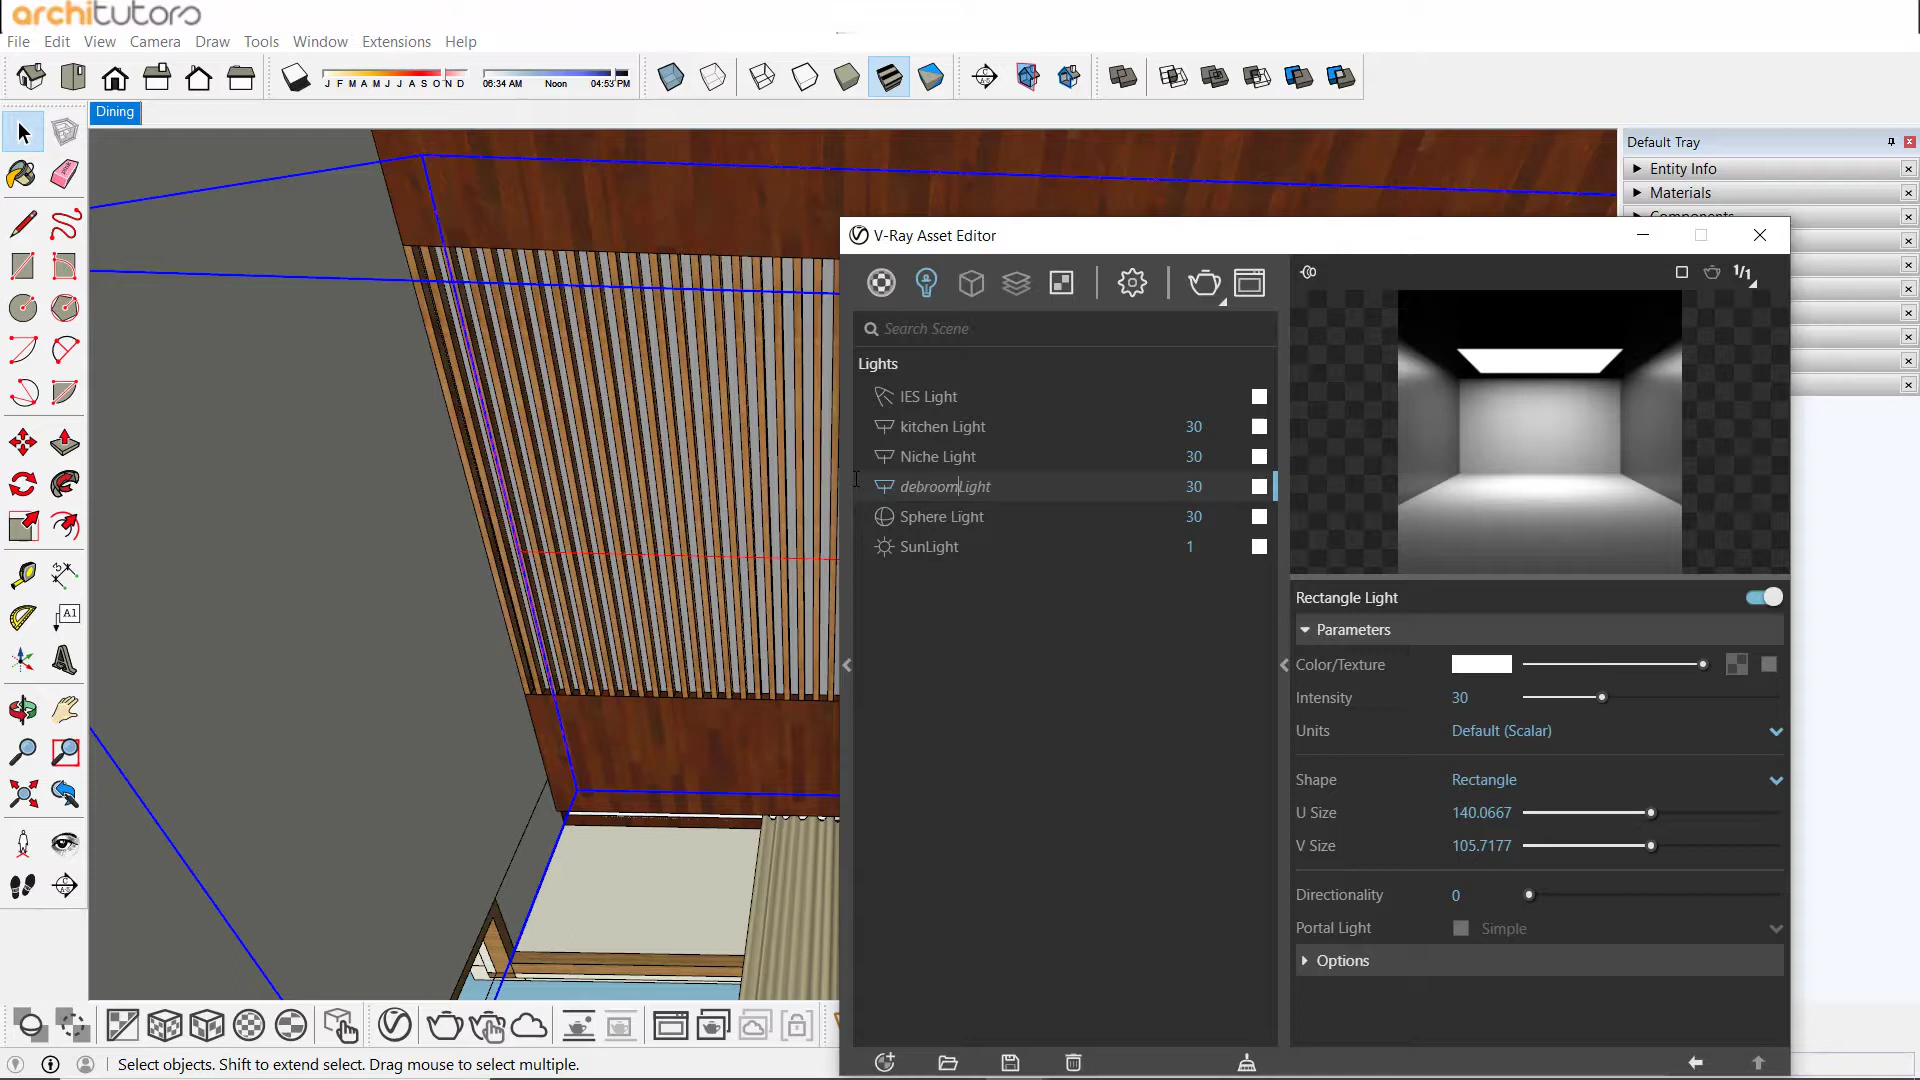 architutors
File Edit View Camera Draw Tools Window Extensions Help
J F M A M J J A S O N D
06:34 AM Noon 04:53 PM
Dining
Default Tray
Entity Info
Materials
Components
V-Ray Asset Editor
Search Scene
1/1
Lights
IES Light
kitchen Light 30
Niche Light 30
debroomLight 30
Sphere Light 30
SunLight 1
Rectangle Light
Parameters
Color/Texture
Intensity 30
Units Default (Scalar)
Shape Rectangle
U Size 140.0667
V Size 105.7177
Directionality 0
Portal Light Simple
Options
A1
Select objects. Shift to extend select. Drag mouse to select multiple.